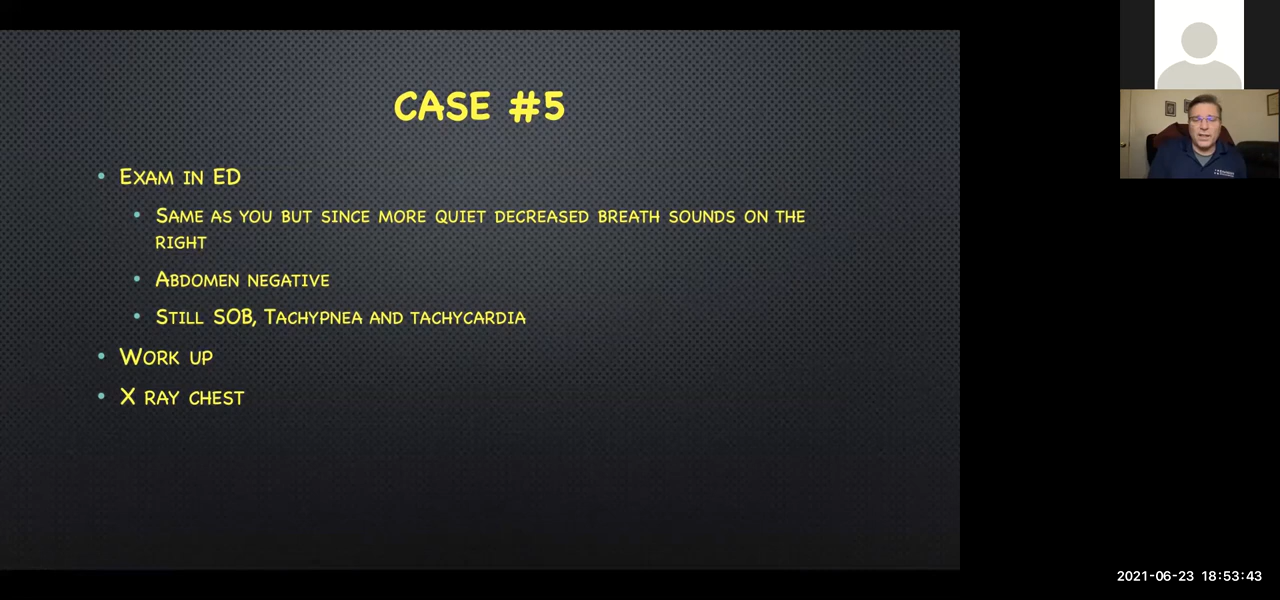 CASE #5
• EXAM IN ED
• SAME AS YOU BUT SINCE MORE QUIET DECREASED BREATH SOUNDS ON THE
RIGHT
• ABDOMEN NEGATIVE
• STILL SOB, TACHYPNEA AND TACHYCARDIA
• WORK UP
• X RAY CHEST
2021-06-23 18:53:43